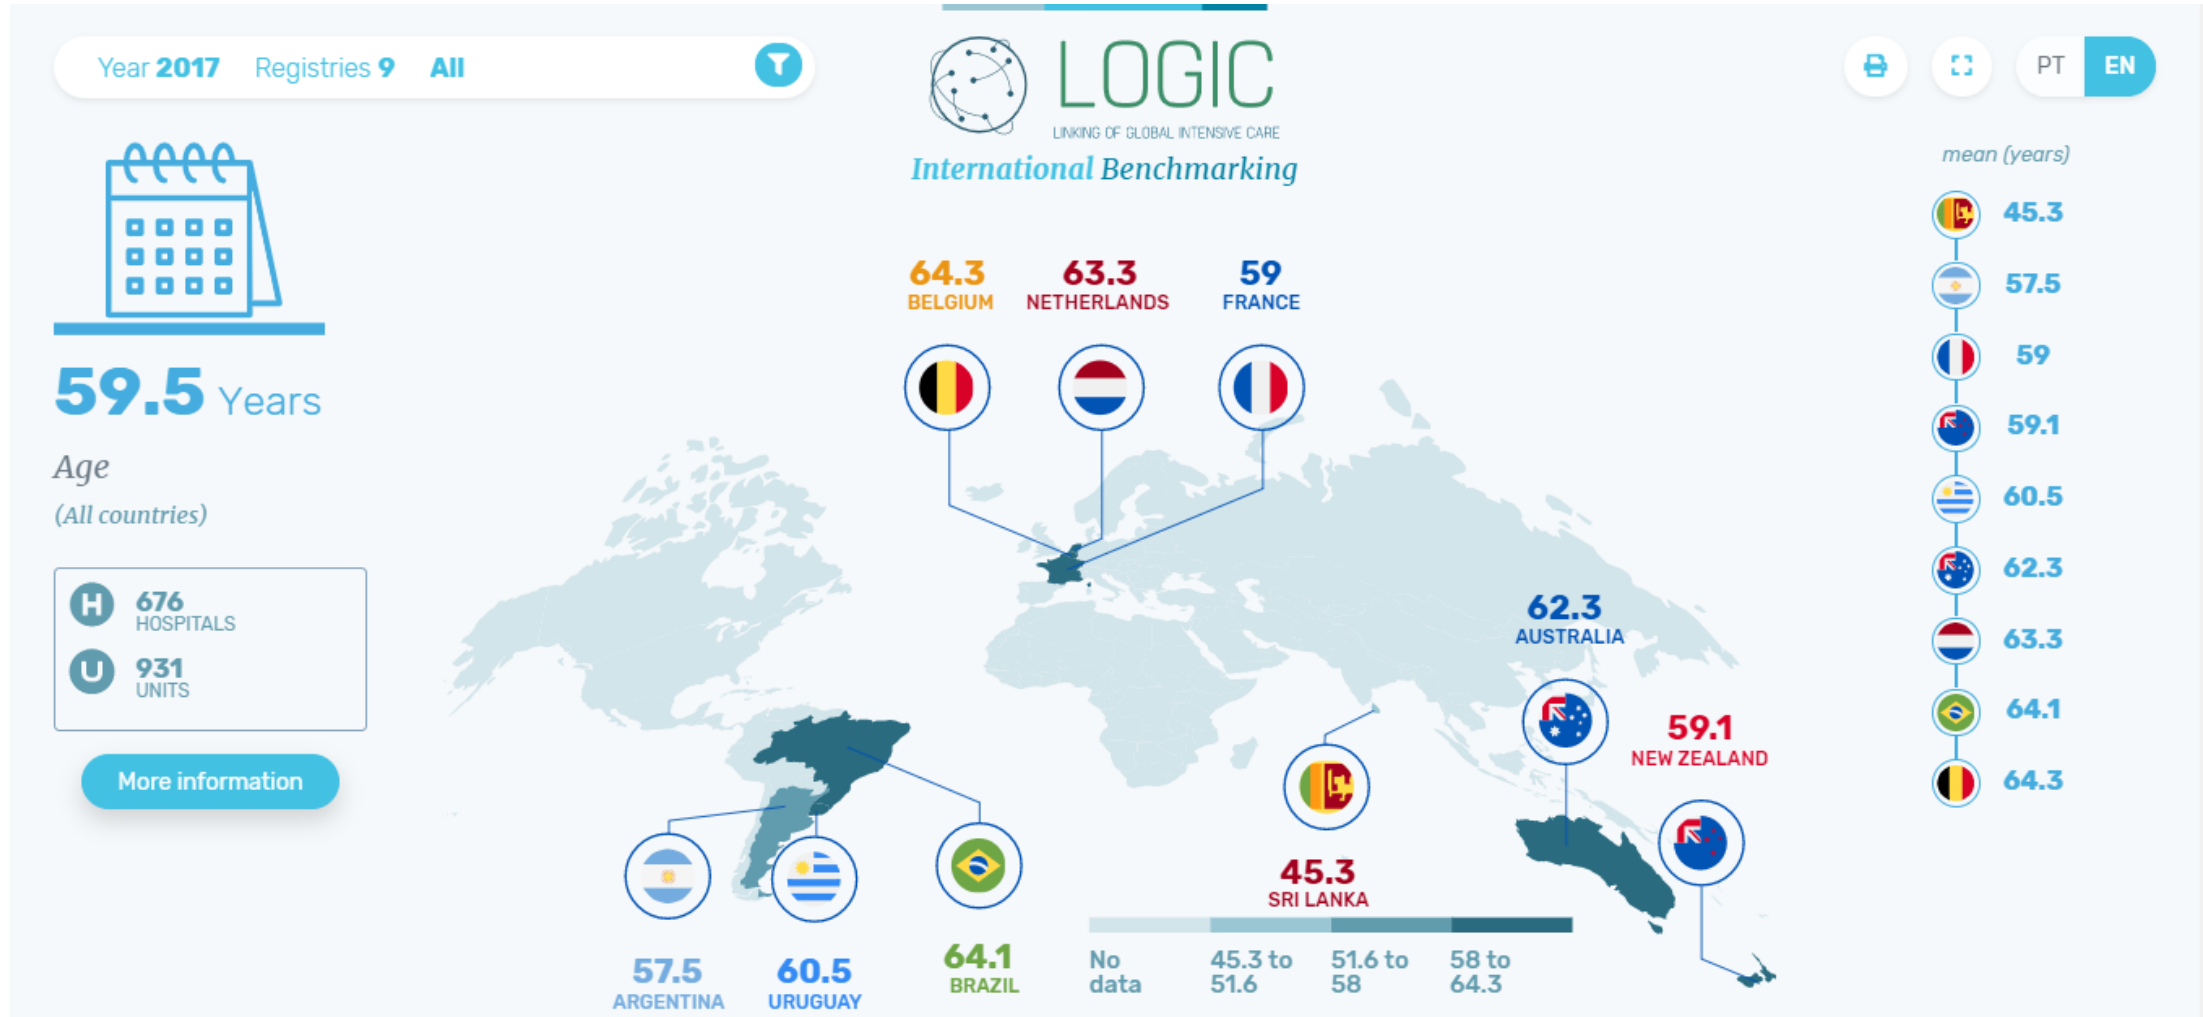 Year 2017 Registries 9 All
LOGIC
LINKING OF GLOBAL INTENSIVE CARE
International Benchmarking
PT EN
59.5 Years
Age
(All countries)
H 676
HOSPITALS
U 931
UNITS
More information
64.3
BELGIUM
63.3
NETHERLANDS
59
FRANCE
62.3
AUSTRALIA
59.1
NEW ZEALAND
45.3
SRI LANKA
57.5
ARGENTINA
60.5
URUGUAY
64.1
BRAZIL
No
data
45.3 to
51.6
51.6 to
58
58 to
64.3
mean (years)
45.3
57.5
59
59.1
60.5
62.3
63.3
64.1
64.3